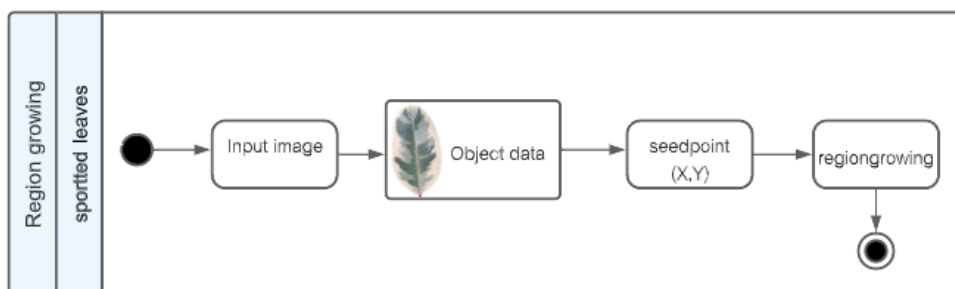 Region growing
sportted leaves
Input image
Object data
seedpoint
(X,Y)
regiongrowing